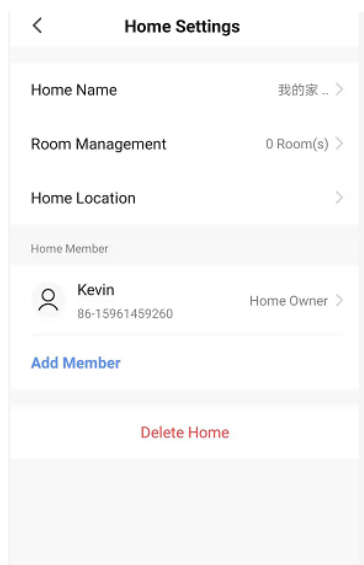 Home Settings
Home Name 我的家 ..
Room Management 0 Room(s)
Home Location
Home Member
Kevin
86-15961459260
Home Owner
Add Member
Delete Home